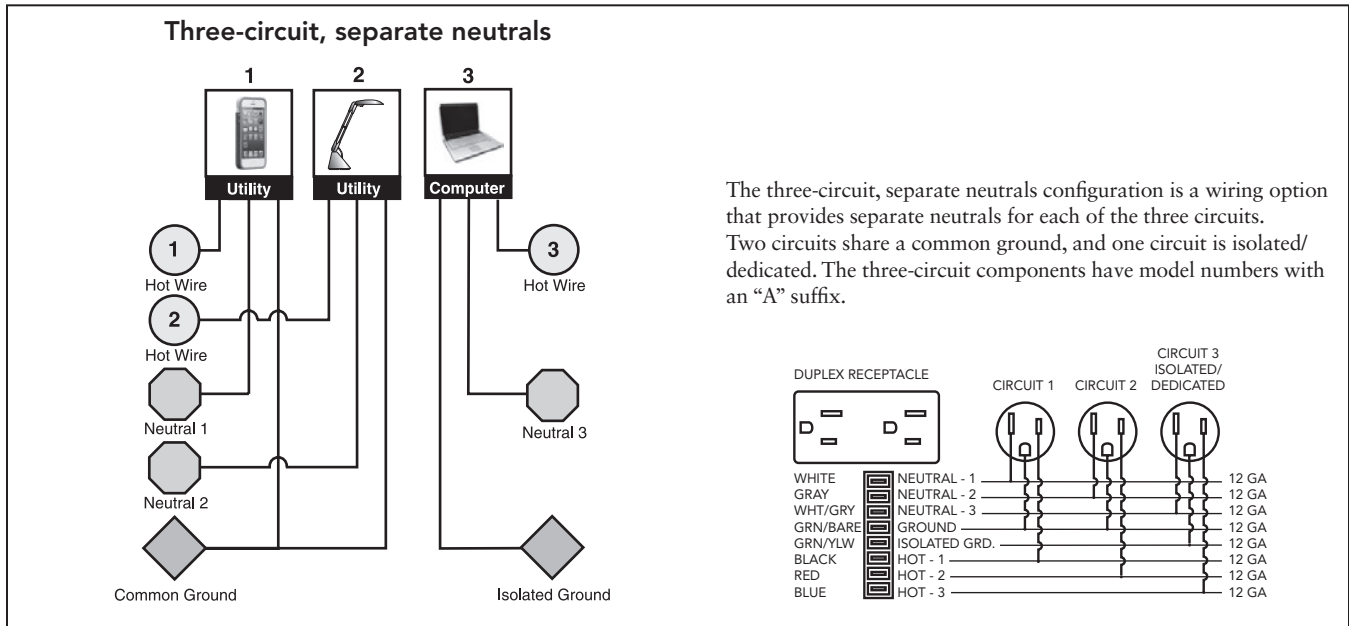 Three-circuit, separate neutrals
1 2 3
Utility Utility Computer
1
Hot Wire
3
Hot Wire
2
Hot Wire
Neutral 1
Neutral 3
Neutral 2
Common Ground
Isolated Ground
The three-circuit, separate neutrals configuration is a wiring option
that provides separate neutrals for each of the three circuits.
Two circuits share a common ground, and one circuit is isolated/
dedicated. The three-circuit components have model numbers with
an “A” suffix.
DUPLEX RECEPTACLE
CIRCUIT 1
CIRCUIT 2
CIRCUIT 3
ISOLATED/
DEDICATED
WHITE NEUTRAL - 1 12 GA
GRAY NEUTRAL - 2 12 GA
WHT/GRY NEUTRAL - 3 12 GA
GRN/BARE GROUND 12 GA
GRN/YLW ISOLATED GRD. 12 GA
BLACK HOT - 1 12 GA
RED HOT - 2 12 GA
BLUE HOT - 3 12 GA